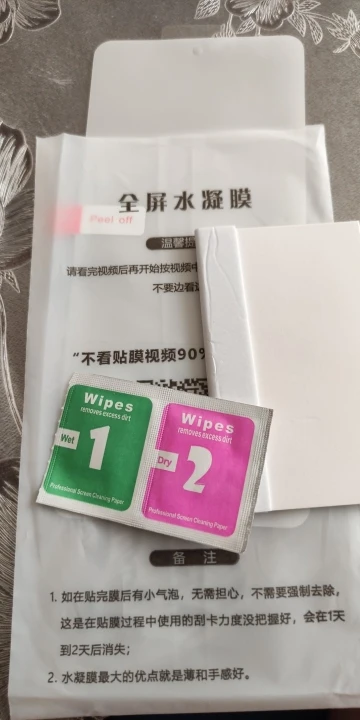 全屏水凝膜
Peel off
温馨提
请看完视频后再开始按视频中
不要边看
“不看贴膜视频90%
Wipes
removes excess dirt
Wet
1
Professional Screen Cleaning Paper
Wipes
removes excess dirt
Dry
2
Professional Screen Cleaning Paper
备 注
1. 如在贴完膜后有小气泡，无需担心，不需要强制去除，
这是在贴膜过程中使用的刮卡力度没把握好，会在1天
到2天后消失；
2. 水凝膜最大的优点就是薄和手感好。